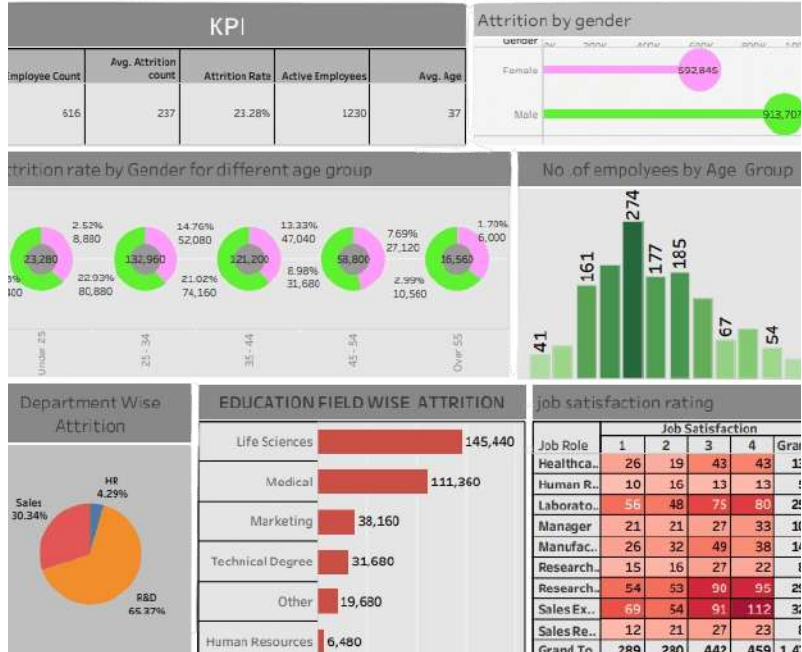 KPI
Employee Count
Avg. Attrition count
Attrition Rate
Active Employees
Avg. Age
616
237
23.28%
1230
37
Attrition by gender
Gender
Female
592,845
Male
913,707
ttrition rate by Gender for different age group
2.52%
8,880
23,280
22.93%
80,880
14.76%
52,080
132,960
21.02%
74,160
13.33%
47,040
121,200
8.98%
31,680
7.69%
27,120
58,800
2.99%
10,560
1.70%
6,000
16,560
Under 25
25 - 34
35 - 44
45 - 54
Over 55
No .of empolyees by Age Group
41
161
274
177
185
67
54
Department Wise
Attrition
HR
4.29%
Sales
30.34%
R&D
65.37%
EDUCATION FIELD WISE ATTRITION
Life Sciences 145,440
Medical 111,360
Marketing 38,160
Technical Degree 31,680
Other 19,680
Human Resources 6,480
job satisfaction rating
Job Satisfaction
Job Role 1 2 3 4 Gran
Healthca.. 26 19 43 43
Human R.. 10 16 13 13
Laborato.. 56 48 75 80
Manager 21 21 27 33
Manufac.. 26 32 49 38
Research.. 15 16 27 22
Research.. 54 53 90 95
Sales Ex.. 69 54 91 112
Sales Re.. 12 21 27 23
Grand To.. 289 280 442 459